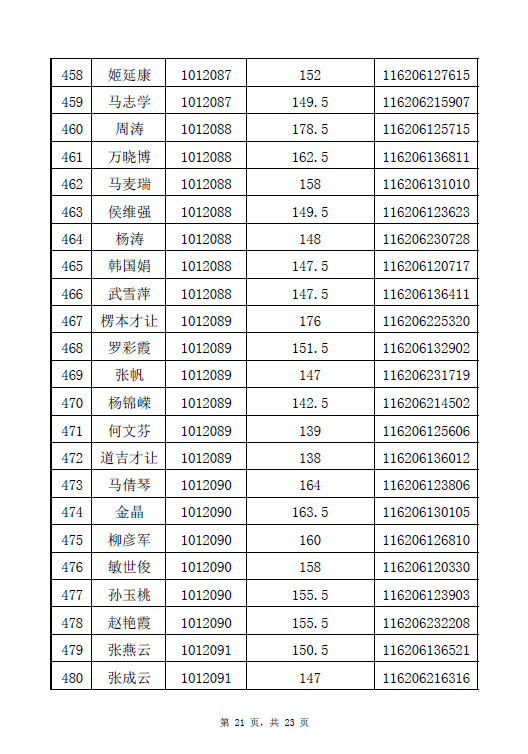 458 姬延康 1012087 152 116206127615
459 马志学 1012087 149.5 116206215907
460 周涛 1012088 178.5 116206125715
461 万晓博 1012088 162.5 116206136811
462 马麦瑞 1012088 158 116206131010
463 侯维强 1012088 149.5 116206123623
464 杨涛 1012088 148 116206230728
465 韩国娟 1012088 147.5 116206120717
466 武雪萍 1012088 147.5 116206136411
467 楞本才让 1012089 176 116206225320
468 罗彩霞 1012089 151.5 116206132902
469 张帆 1012089 147 116206231719
470 杨锦嵘 1012089 142.5 116206214502
471 何文芬 1012089 139 116206125606
472 道吉才让 1012089 138 116206136012
473 马倩琴 1012090 164 116206123806
474 金晶 1012090 163.5 116206130105
475 柳彦军 1012090 160 116206126810
476 敏世俊 1012090 158 116206120330
477 孙玉桃 1012090 155.5 116206123903
478 赵艳霞 1012090 155.5 116206232208
479 张燕云 1012091 150.5 116206136521
480 张成云 1012091 147 116206216316
第 21 页，共 23 页